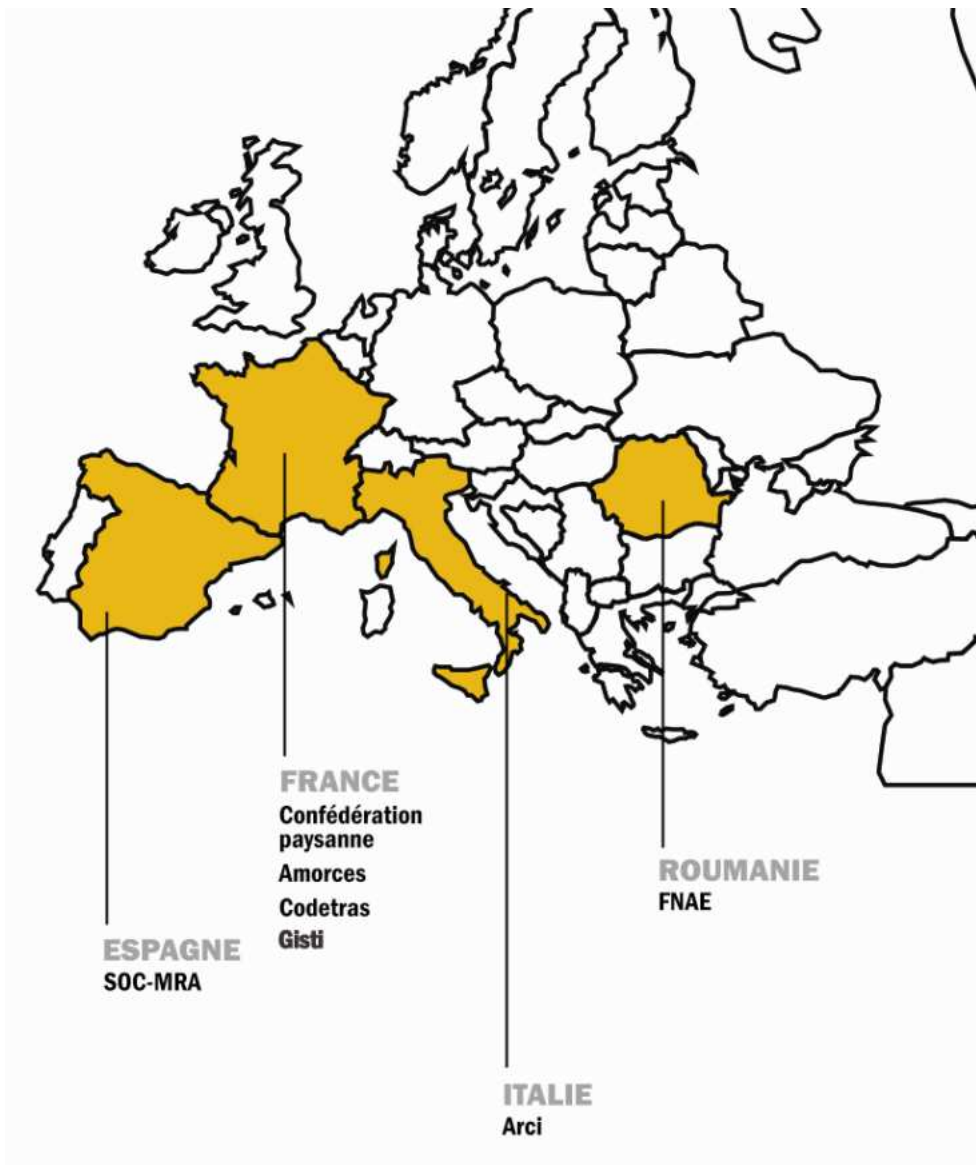 FRANCE
Confédération
paysanne
Amorces
Codetras
Gisti
ROUMANIE
FNAE
ESPAGNE
SOC-MRA
ITALIE
Arci